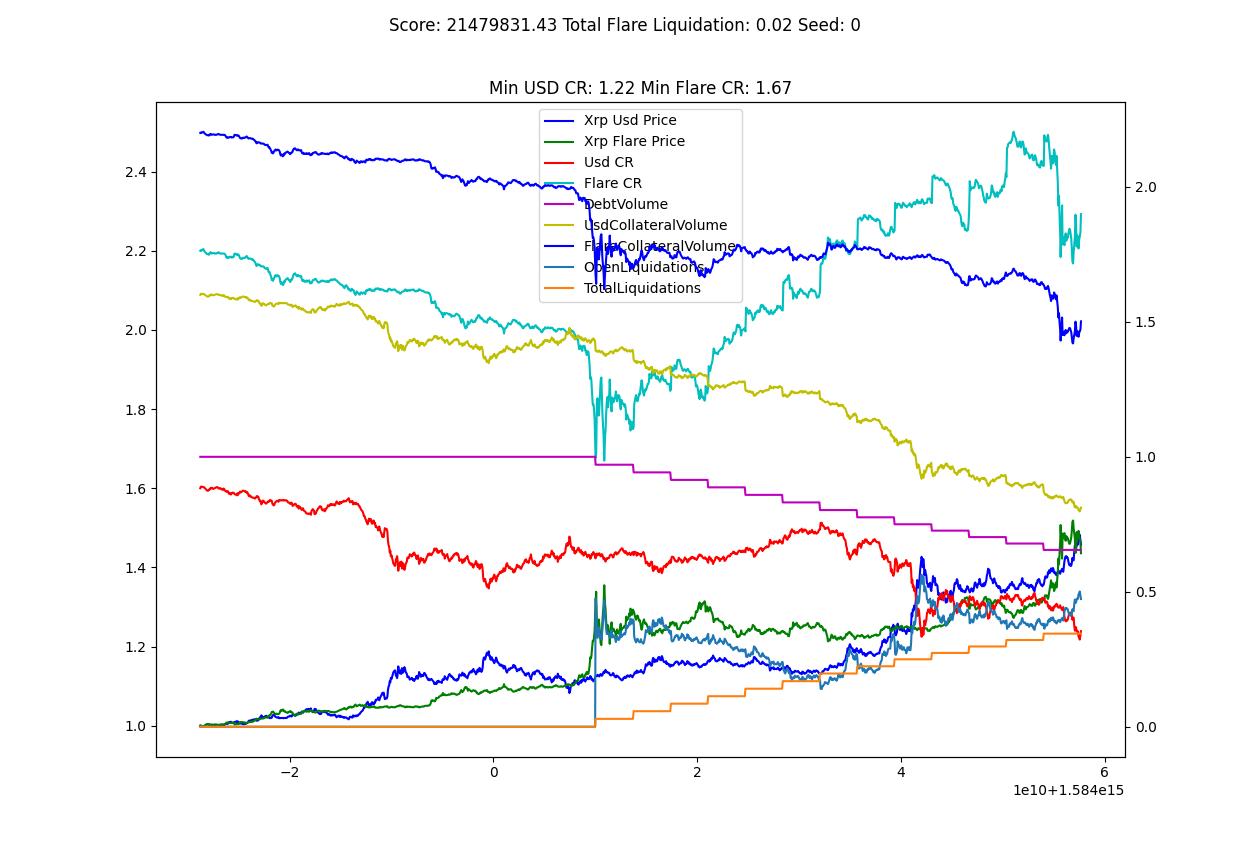 Score: 21479831.43 Total Flare Liquidation: 0.02 Seed: 0
Min USD CR: 1.22 Min Flare CR: 1.67
Xrp Usd Price
Xrp Flare Price
Usd CR
Flare CR
DebtVolume
UsdCollateralVolume
FlareCollateralVolume
OpenLiquidations
TotalLiquidations
2.4
2.2
2.0
1.8
1.6
1.4
1.2
1.0
2.0
1.5
1.0
0.5
0.0
−2
0
2
4
6
1e10+1.584e15